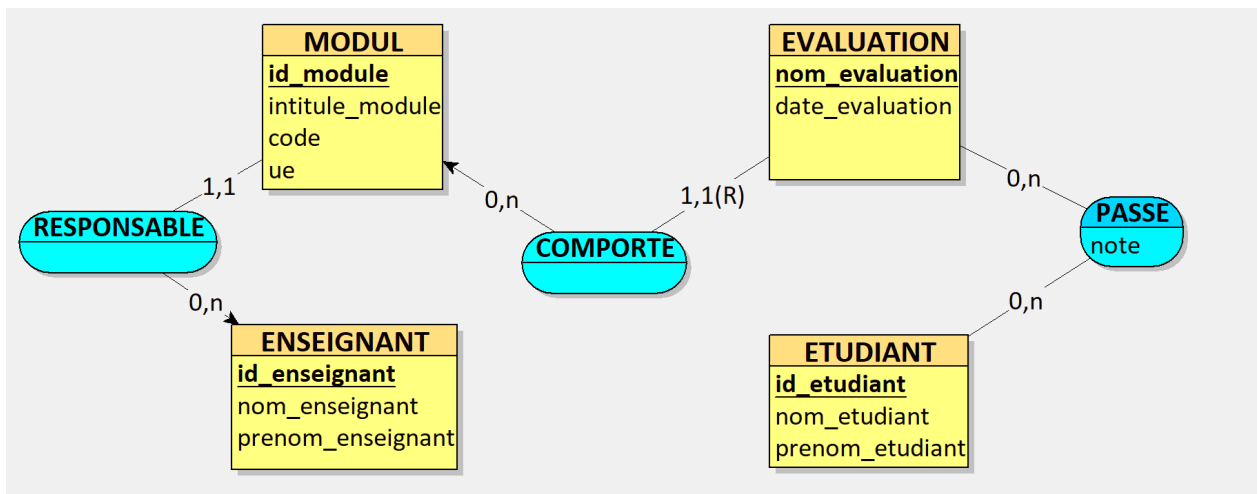 MODUL
id_module
intitule_module
code
ue
EVALUATION
nom_evaluation
date_evaluation
1,1
0,n
1,1(R)
0,n
RESPONSABLE
COMPORTE
PASSE
note
0,n
0,n
ENSEIGNANT
id_enseignant
nom_enseignant
prenom_enseignant
ETUDIANT
id_etudiant
nom_etudiant
prenom_etudiant